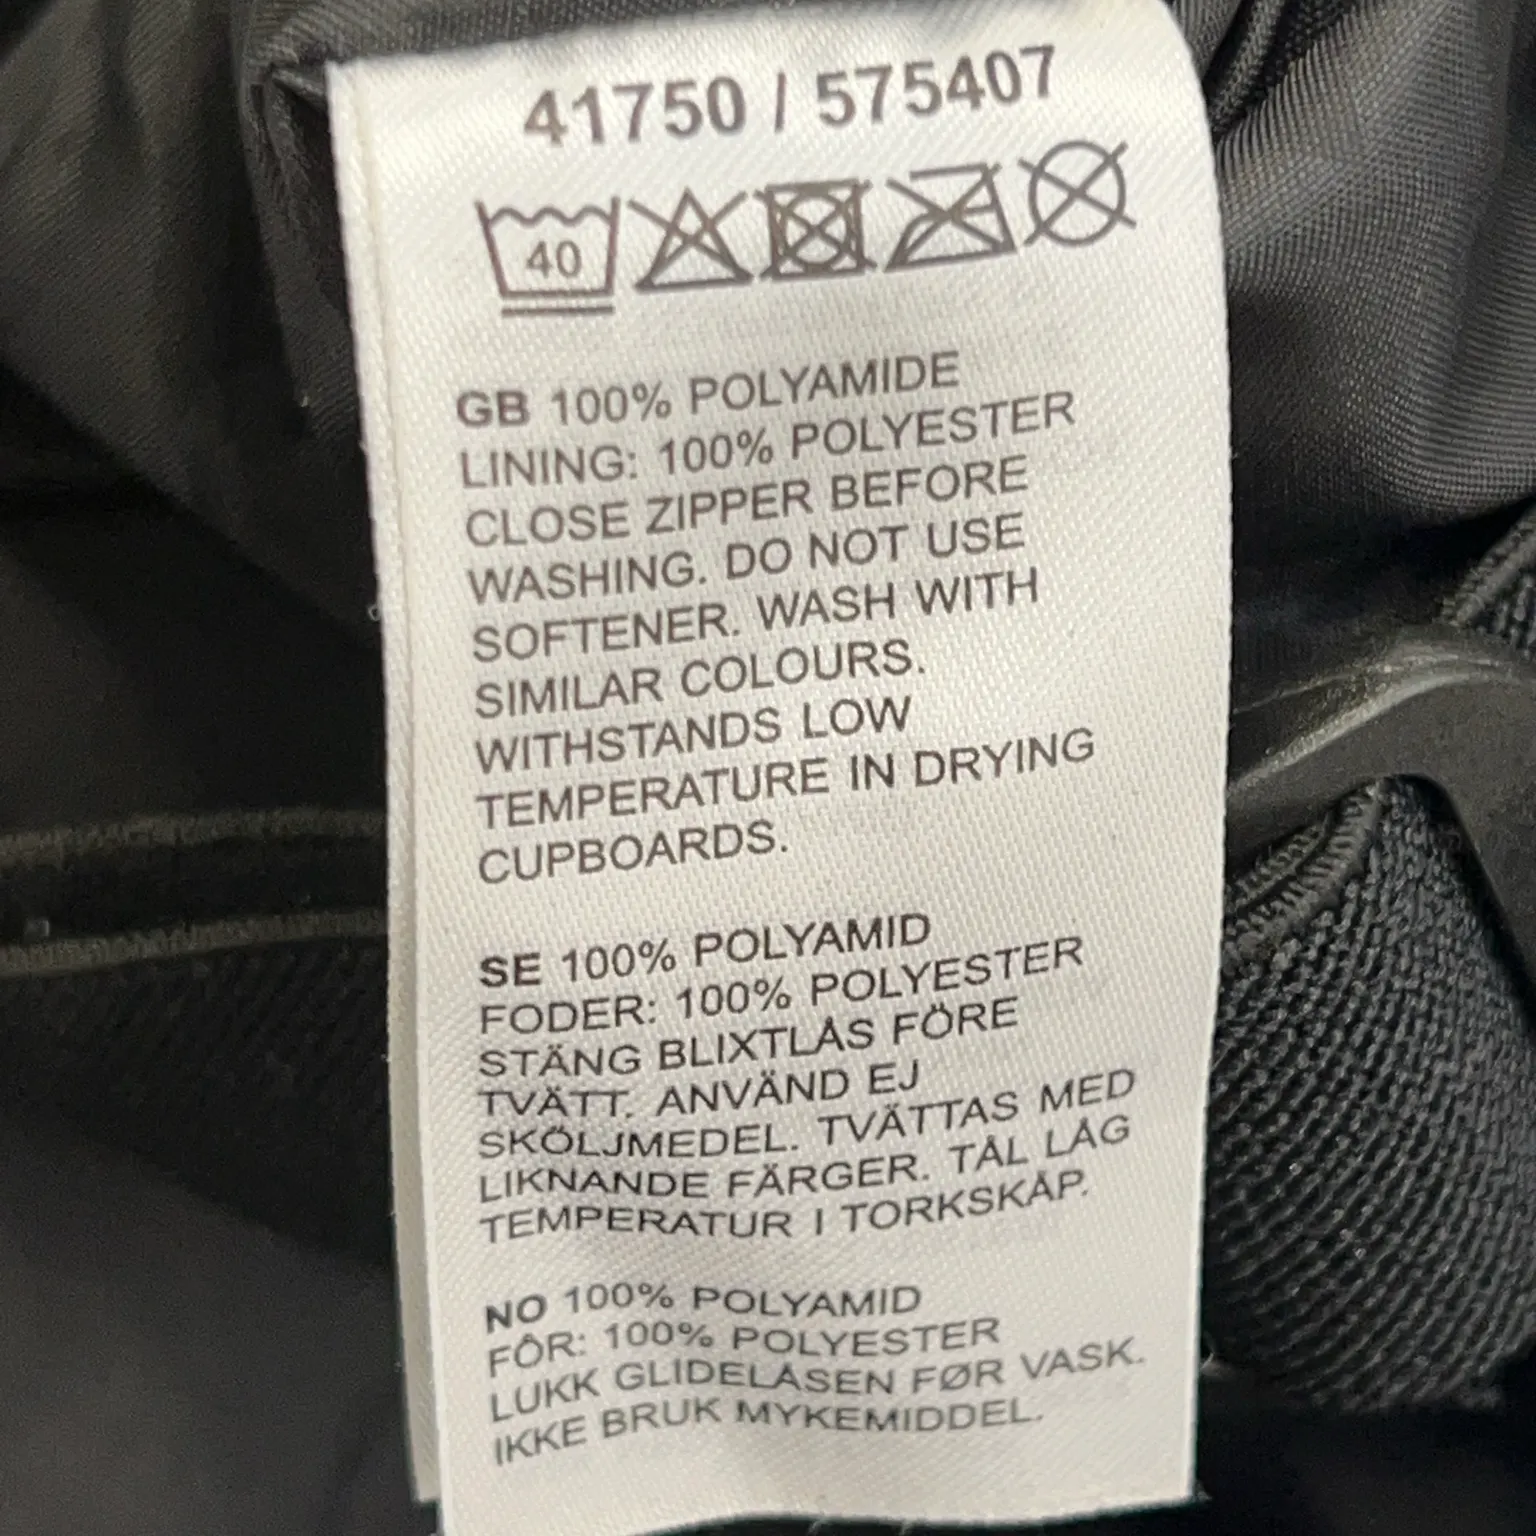 41750 / 575407
40
GB 100% POLYAMIDE
LINING: 100% POLYESTER
CLOSE ZIPPER BEFORE
WASHING. DO NOT USE
SOFTENER. WASH WITH
SIMILAR COLOURS.
WITHSTANDS LOW
TEMPERATURE IN DRYING
CUPBOARDS.
SE 100% POLYAMID
FODER: 100% POLYESTER
STÄNG BLIXTLÅS FÖRE
TVÄTT. ANVÄND EJ
SKÖLJMEDEL. TVÄTTAS MED
LIKNANDE FÄRGER. TÅL LÅG
TEMPERATUR I TORKSKÅP.
NO 100% POLYAMID
FÔR: 100% POLYESTER
LUKK GLIDELÅSEN FØR VASK.
IKKE BRUK MYKEMIDDEL.